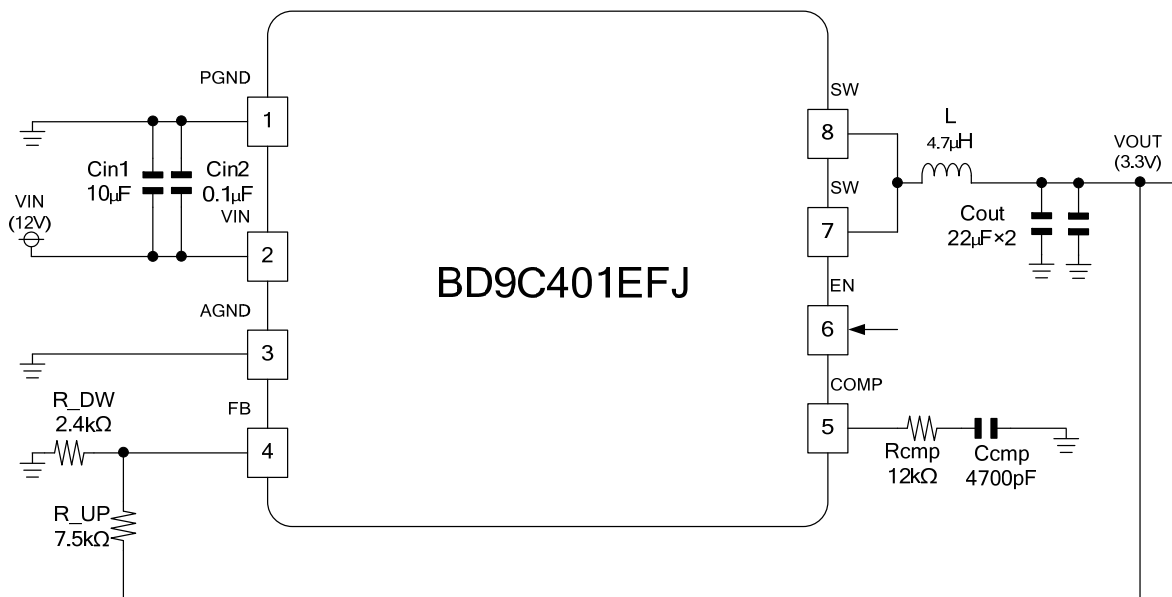 PGND
1
Cin1
10μF
Cin2
0.1μF
VIN
(12V)
VIN
2
AGND
3
R_DW
2.4kΩ
FB
4
R_UP
7.5kΩ
BD9C401EFJ
SW
8
SW
7
EN
6
COMP
5
L
4.7μH
VOUT
(3.3V)
Cout
22μF×2
Rcmp
12kΩ
Ccmp
4700pF